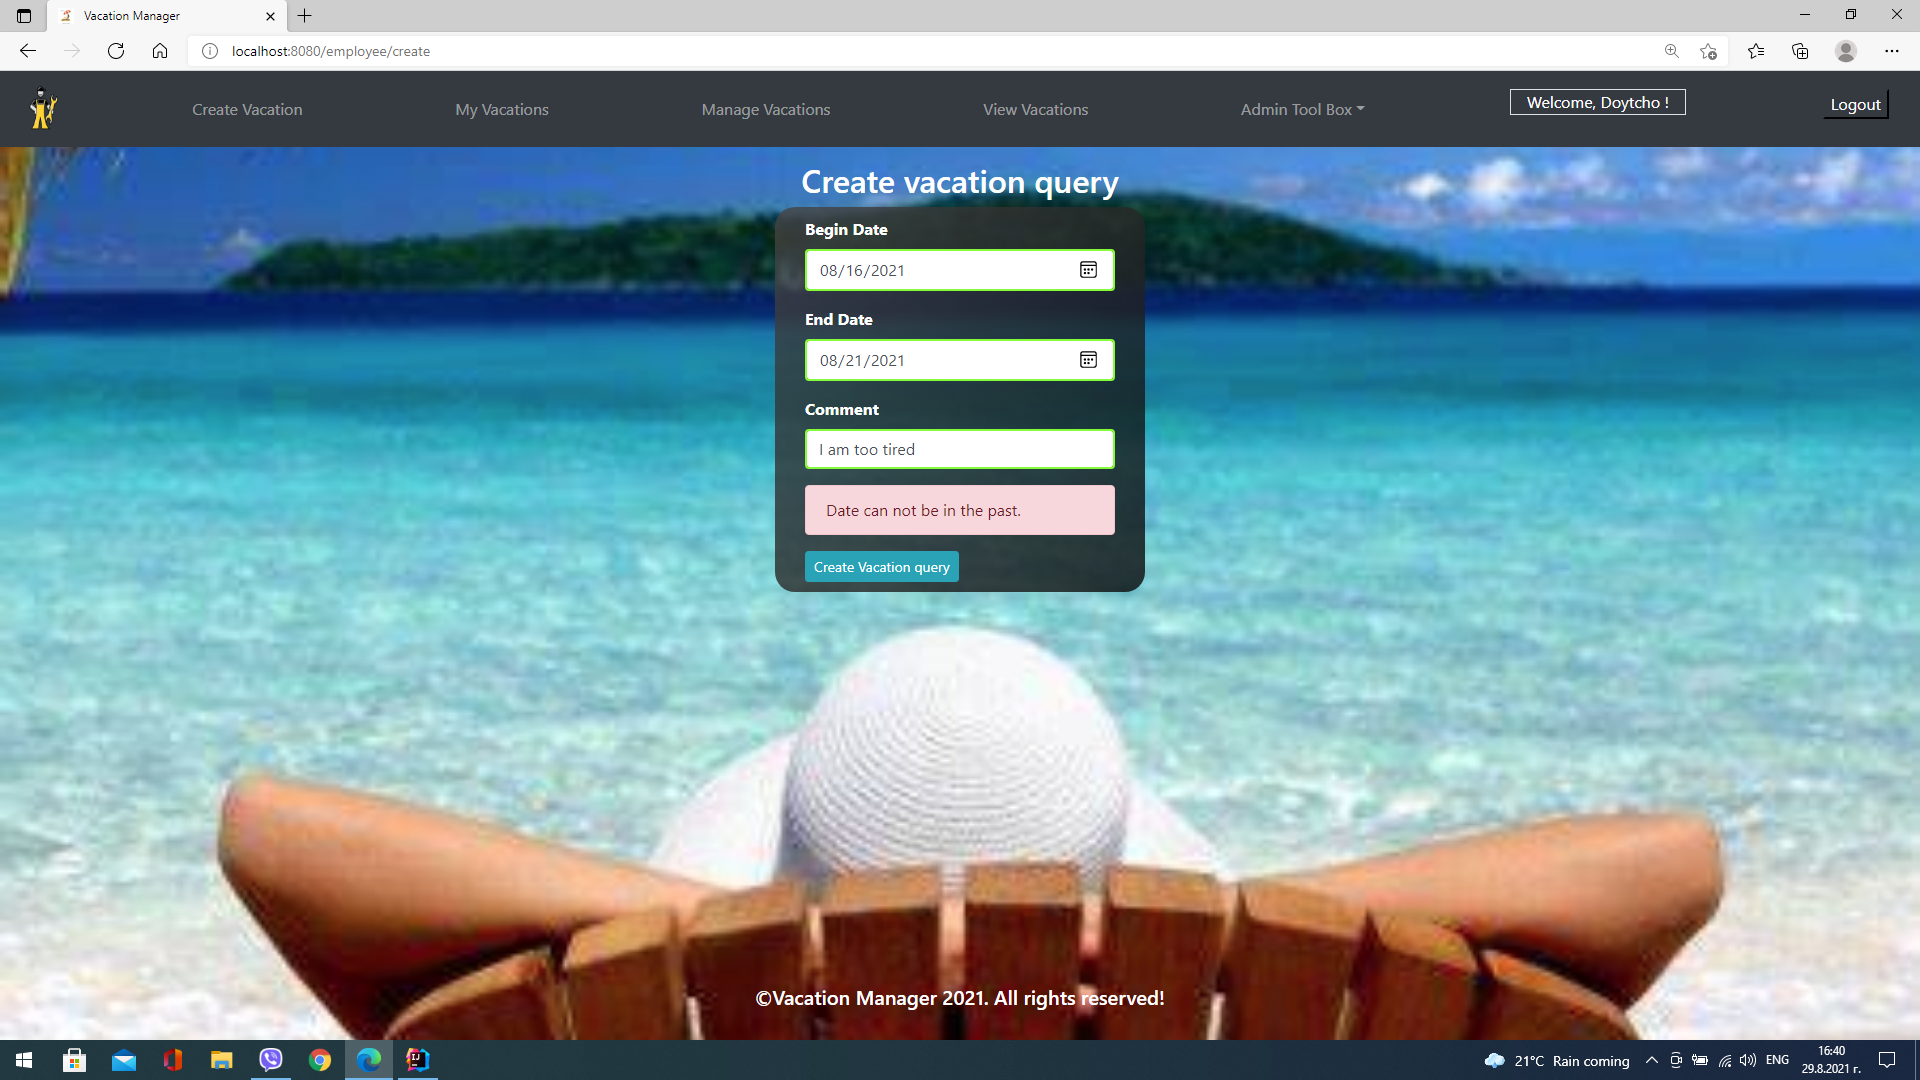 Vacation Manager
localhost:8080/employee/create
Create Vacation
My Vacations
Manage Vacations
View Vacations
Admin Tool Box
Welcome, Doytcho !
Logout
Create vacation query
Begin Date
08/16/2021
End Date
08/21/2021
Comment
I am too tired
Date can not be in the past.
Create Vacation query
©Vacation Manager 2021. All rights reserved!
21°C Rain coming
ENG
16:40
29.8.2021 г.